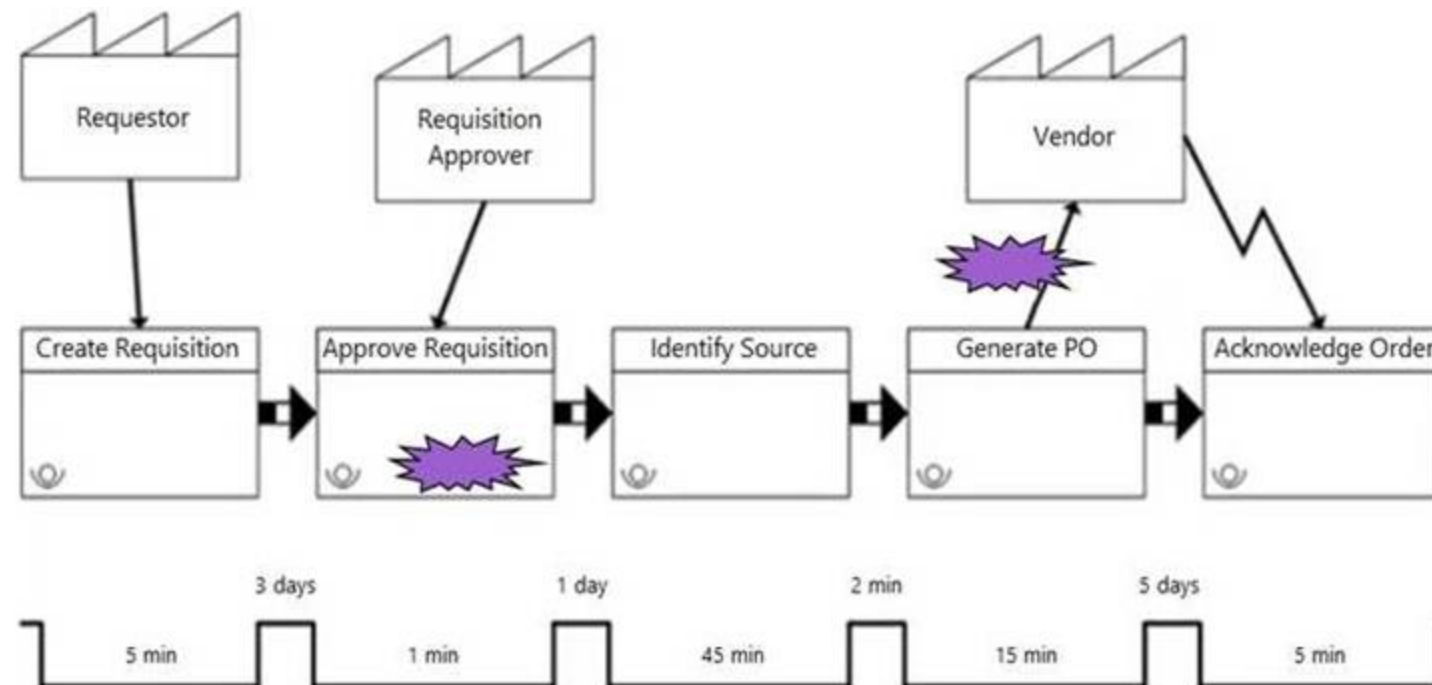 Requestor
Requisition
Approver
Vendor
Create Requisition
Approve Requisition
Identify Source
Generate PO
Acknowledge Order
3 days
1 day
2 min
5 days
5 min
1 min
45 min
15 min
5 min